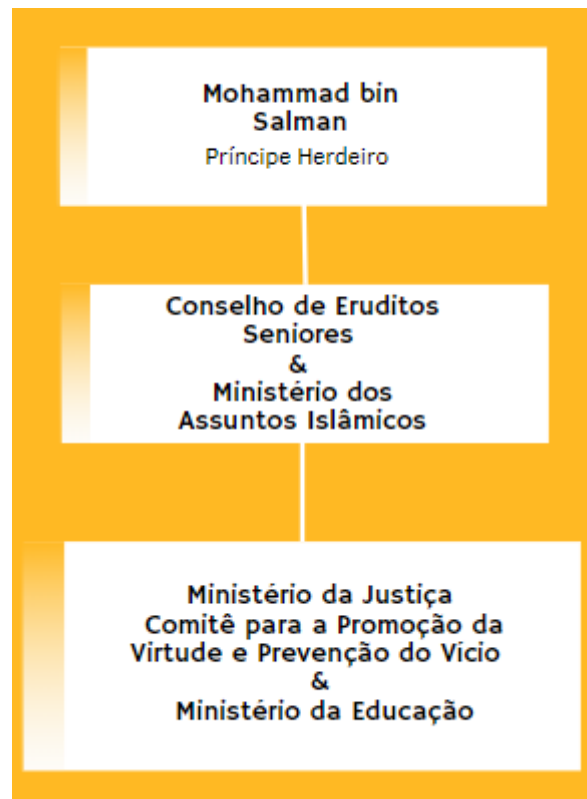 Mohammad bin
Salman
Príncipe Herdeiro
Conselho de Eruditos
Seniores
&
Ministério dos
Assuntos Islâmicos
Ministério da Justiça
Comitê para a Promoção da
Virtude e Prevenção do Vício
&
Ministério da Educação